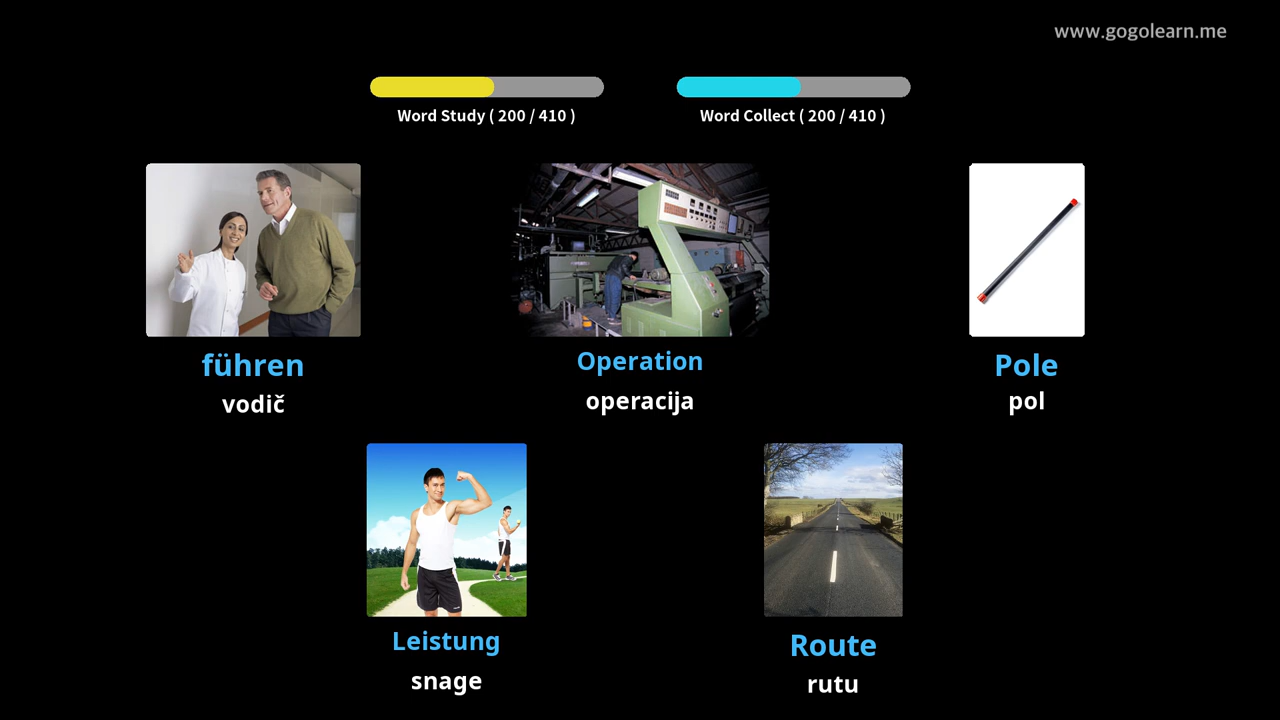 www.gogolearn.me
Word Study ( 200 / 410 )
Word Collect ( 200 / 410 )
führen
vodič
Operation
operacija
Pole
pol
Leistung
snage
Route
rutu